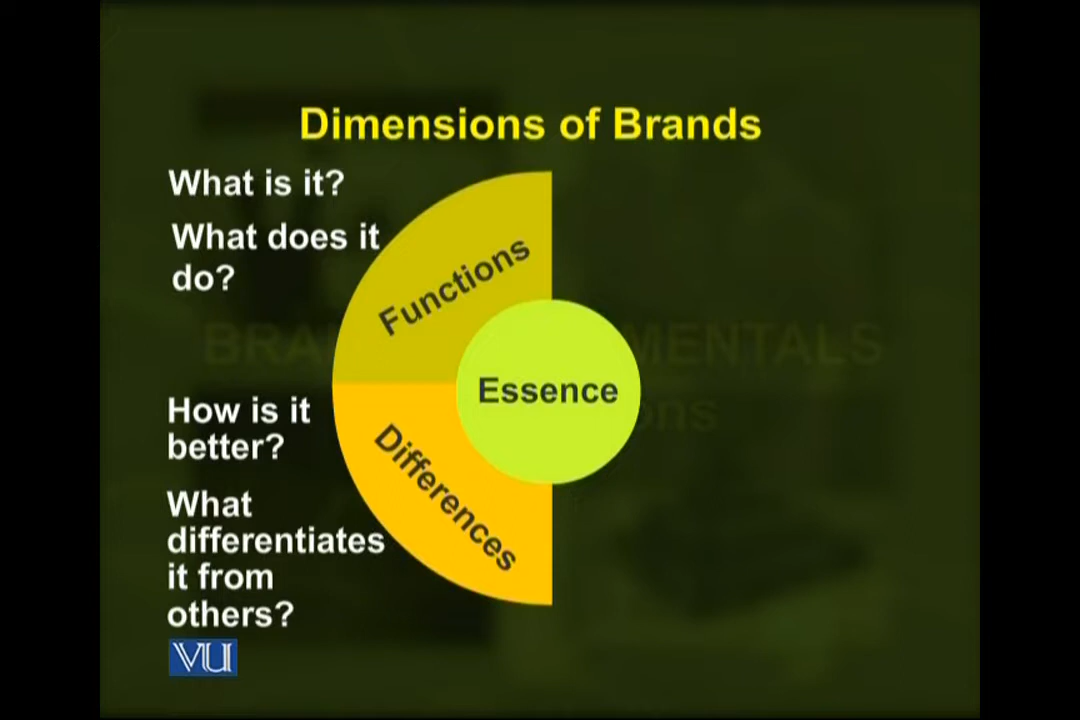 Dimensions of Brands
What is it?
What does it
do?
Functions
Essence
How is it
better?
Differences
What
differentiates
it from
others?
VU